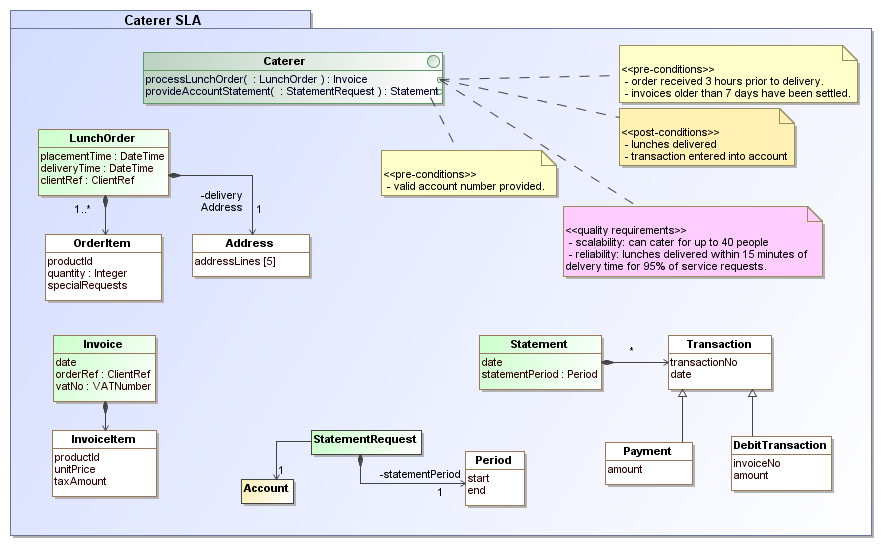 Caterer SLA
Caterer
processLunchOrder( : LunchOrder ) : Invoice
provideAccountStatement( : StatementRequest ) : Statement
<<pre-conditions>>
- order received 3 hours prior to delivery.
- invoices older than 7 days have been settled.
<<post-conditions>>
- lunches delivered
- transaction entered into account
<<pre-conditions>>
- valid account number provided.
<<quality requirements>>
- scalability: can cater for up to 40 people
- reliability: lunches delivered within 15 minutes of
delvery time for 95% of service requests.
LunchOrder
placementTime : DateTime
deliveryTime : DateTime
clientRef : ClientRef
1..*
-delivery
Address
1
OrderItem
productId
quantity : Integer
specialRequests
Address
addressLines [5]
Invoice
date
orderRef : ClientRef
vatNo : VATNumber
InvoiceItem
productId
unitPrice
taxAmount
Statement
date
statementPeriod : Period
*
Transaction
transactionNo
date
Payment
amount
DebitTransaction
invoiceNo
amount
StatementRequest
1
Account
-statementPeriod
1
Period
start
end